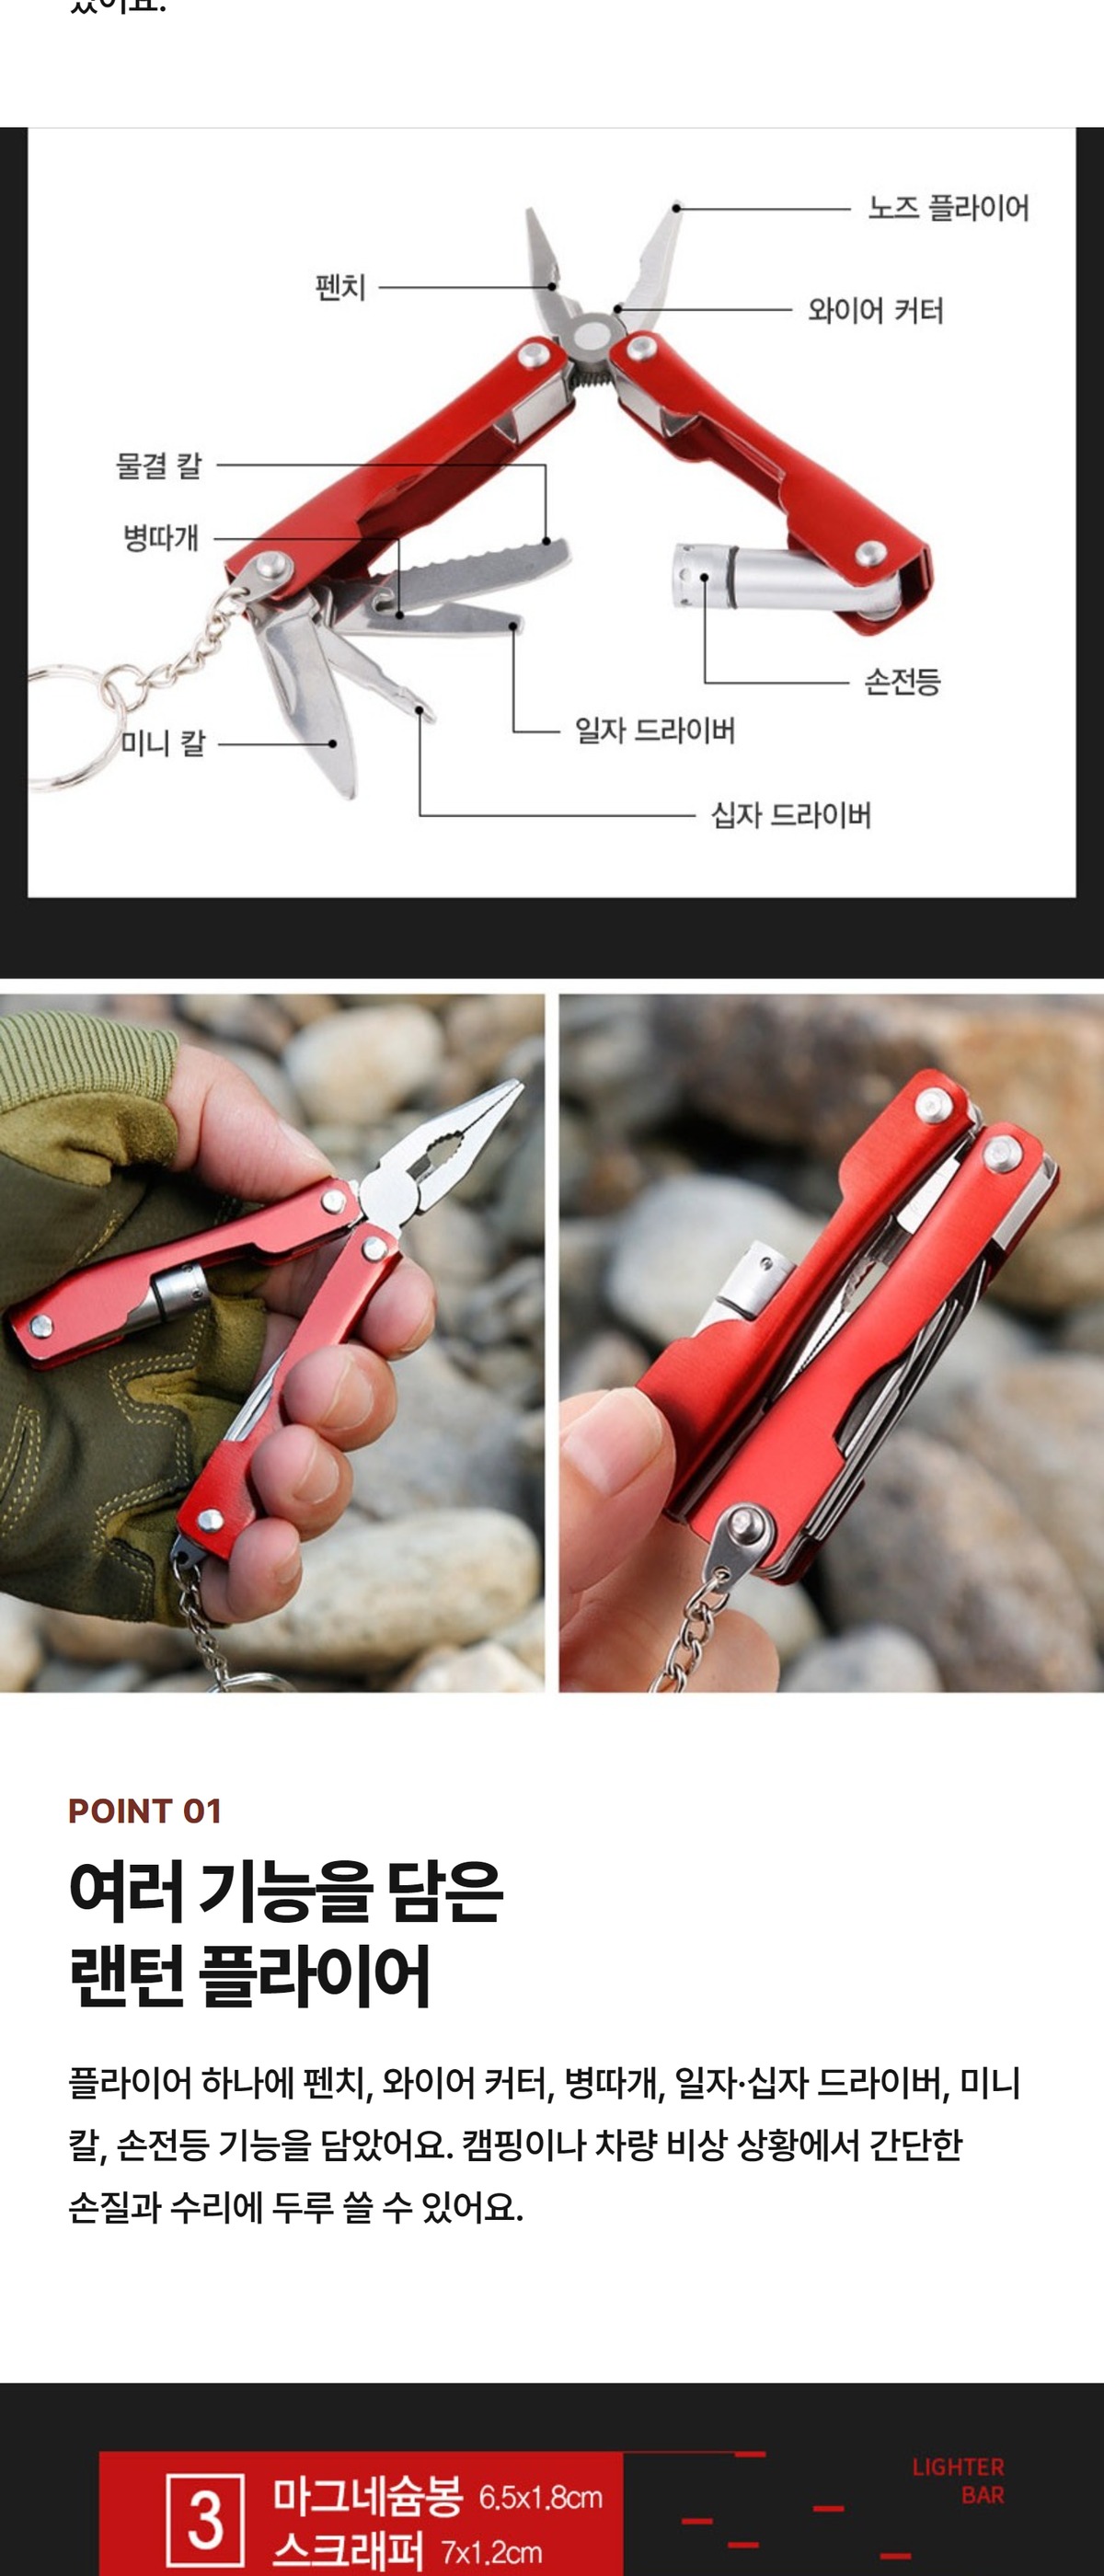 있어요.
노즈 플라이어
펜치
와이어 커터
물결 칼
병따개
손전등
일자 드라이버
미니 칼
십자 드라이버
POINT 01
여러 기능을 담은
랜턴 플라이어
플라이어 하나에 펜치, 와이어 커터, 병따개, 일자·십자 드라이버, 미니
칼, 손전등 기능을 담았어요. 캠핑이나 차량 비상 상황에서 간단한
손질과 수리에 두루 쓸 수 있어요.
LIGHTER
BAR
3
마그네슘봉 6.5x1.8cm
스크래퍼 7x1.2cm